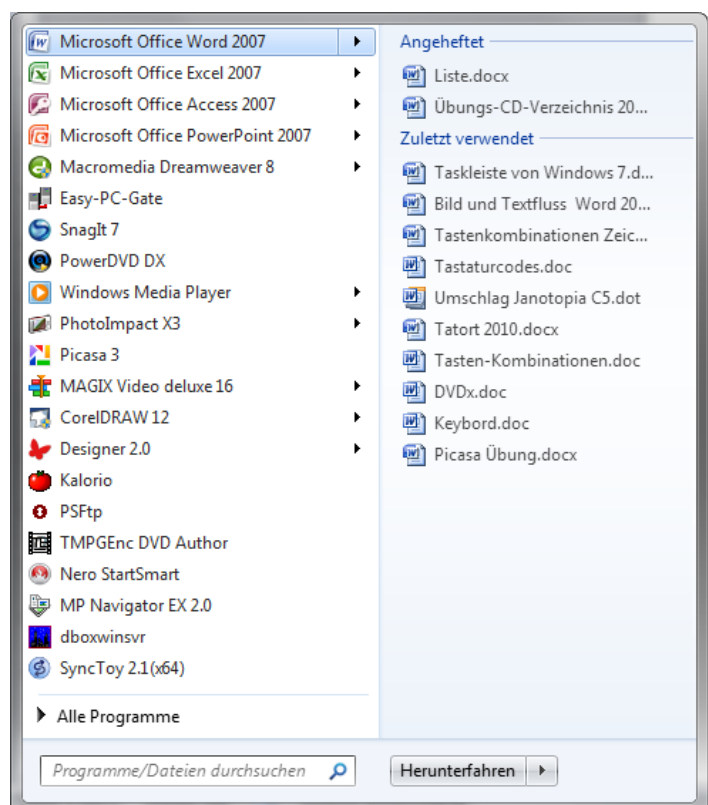 Microsoft Office Word 2007
Microsoft Office Excel 2007
Microsoft Office Access 2007
Microsoft Office PowerPoint 2007
Macromedia Dreamweaver 8
Easy-PC-Gate
SnagIt 7
PowerDVD DX
Windows Media Player
PhotoImpact X3
Picasa 3
MAGIX Video deluxe 16
CorelDRAW 12
Designer 2.0
Kalorio
PSFtp
TMPGEnc DVD Author
Nero StartSmart
MP Navigator EX 2.0
dboxwinsvr
SyncToy 2.1(x64)
Alle Programme
Programme/Dateien durchsuchen
Angeheftet
Liste.docx
Übungs-CD-Verzeichnis 20...
Zuletzt verwendet
Taskleiste von Windows 7.d...
Bild und Textfluss Word 20...
Tastenkombinationen Zeic...
Tastaturcodes.doc
Umschlag Janotopia C5.dot
Tatort 2010.docx
Tasten-Kombinationen.doc
DVDx.doc
Keybord.doc
Picasa Übung.docx
Herunterfahren